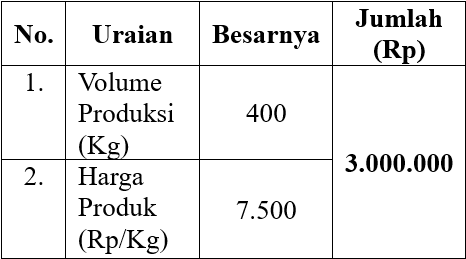 No. Uraian Besarnya Jumlah
(Rp)
1. Volume
Produksi
(Kg)
400
2. Harga
Produk
(Rp/Kg)
7.500
3.000.000